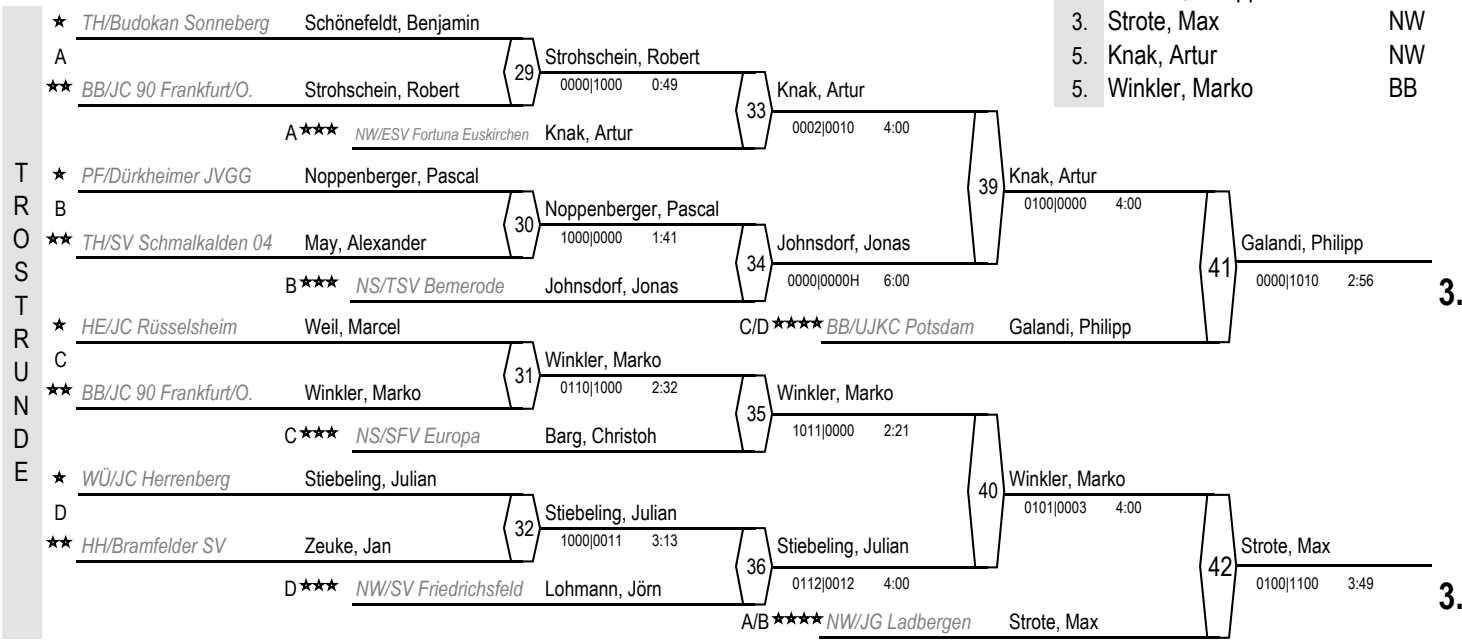 3. Strote, Max NW
5. Knak, Artur NW
5. Winkler, Marko BB
TROSTRUNDE
TH/Budokan Sonneberg Schönefeldt, Benjamin
A
29 Strohschein, Robert
0000|1000 0:49
BB/JC 90 Frankfurt/O. Strohschein, Robert
33 Knak, Artur
0002|0010 4:00
A NW/ESV Fortuna Euskirchen Knak, Artur
39 Knak, Artur
0100|0000 4:00
PF/Dürkheimer JVGG Noppenberger, Pascal
B
30 Noppenberger, Pascal
1000|0000 1:41
TH/SV Schmalkalden 04 May, Alexander
34 Johnsdorf, Jonas
0000|0000H 6:00
B NS/TSV Bemerode Johnsdorf, Jonas
41 Galandi, Philipp
0000|1010 2:56
3.
HE/JC Rüsselsheim Weil, Marcel
C/D BB/UJKC Potsdam Galandi, Philipp
C
31 Winkler, Marko
0110|1000 2:32
BB/JC 90 Frankfurt/O. Winkler, Marko
35 Winkler, Marko
1011|0000 2:21
C NS/SFV Europa Barg, Christoh
40 Winkler, Marko
0101|0003 4:00
WÜ/JC Herrenberg Stiebeling, Julian
D
32 Stiebeling, Julian
1000|0011 3:13
HH/Bramfelder SV Zeuke, Jan
36 Stiebeling, Julian
0112|0012 4:00
D NW/SV Friedrichsfeld Lohmann, Jörn
42 Strote, Max
0100|1100 3:49
3.
A/B NW/JG Ladbergen Strote, Max